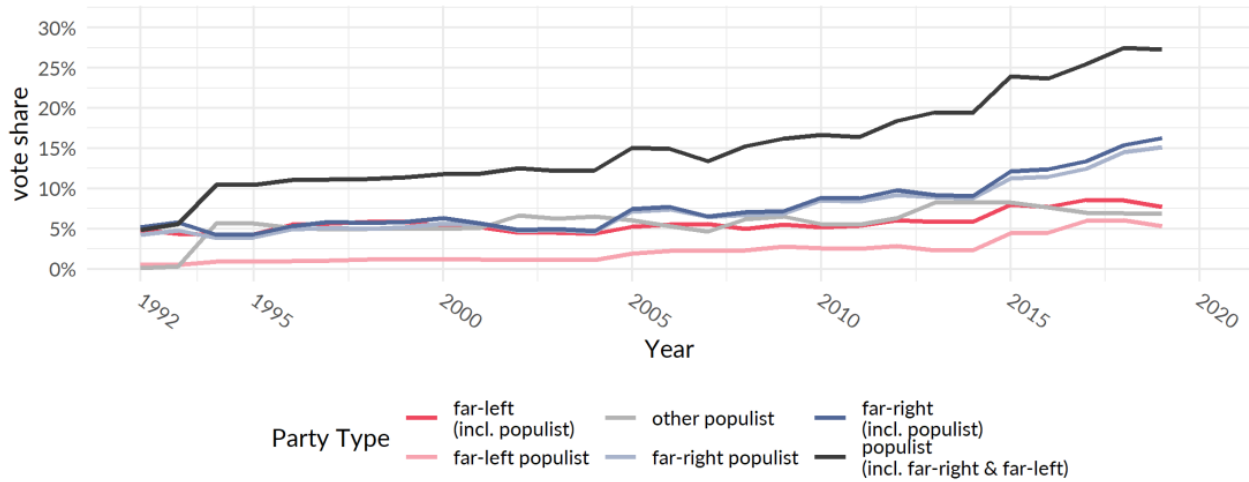 30%
25%
20%
15%
10%
5%
0%
vote share
1992
1995
2000
2005
2010
2015
2020
Year
Party Type
far-left
(incl. populist)
far-left populist
other populist
far-right populist
far-right
(incl. populist)
populist
(incl. far-right & far-left)